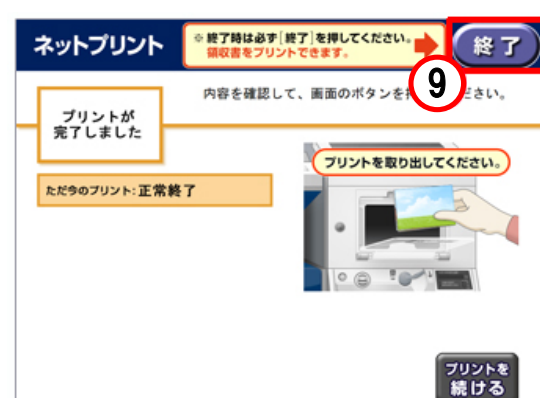 ネットプリント
※ 終了時は必ず[終了]を押してください。
領収書をプリントできます。
終了
9
内容を確認して、画面のボタンを押ださい。
プリントが
完了しました
ただ今のプリント:正常終了
プリントを取り出してください。
プリントを
続ける